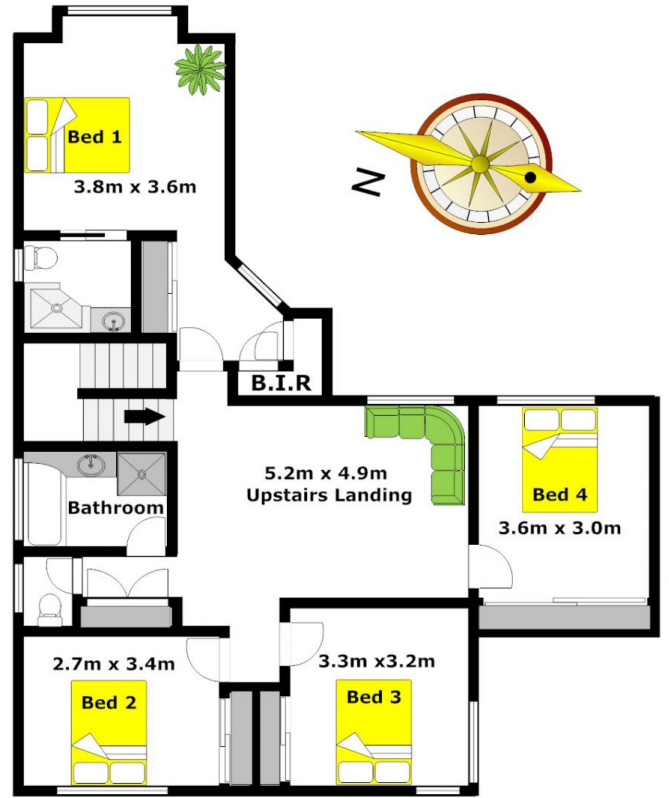 Bed 1
3.8m x 3.6m
N
B.I.R
5.2m x 4.9m
Upstairs Landing
Bathroom
Bed 4
3.6m x 3.0m
2.7m x 3.4m
Bed 2
3.3m x3.2m
Bed 3